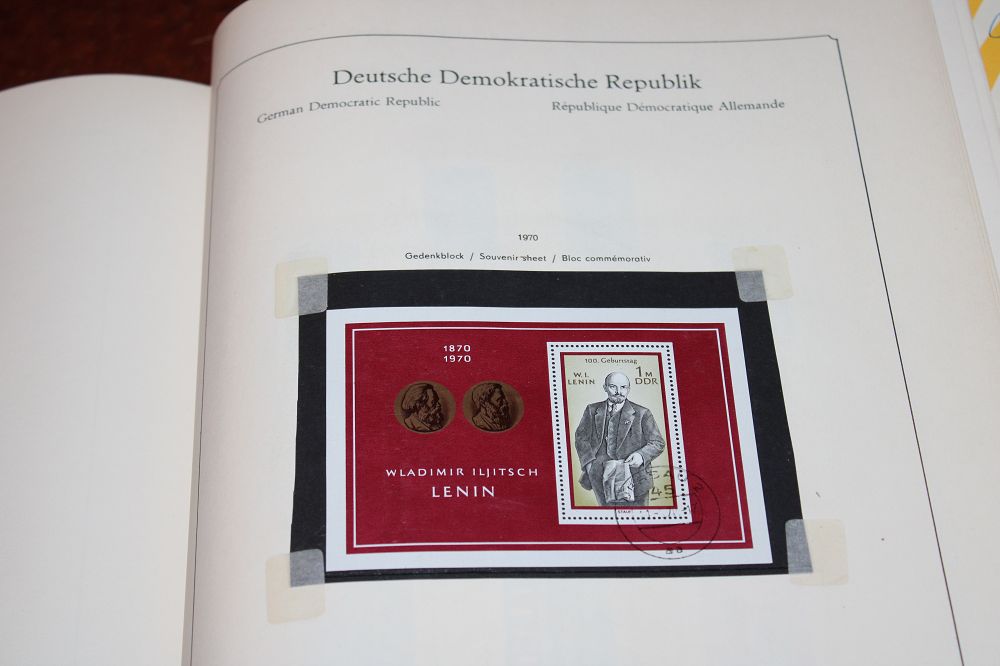 Deutsche Demokratische Republik
German Democratic Republic
République Démocratique Allemande
1970
Gedenkblock / Souvenir sheet / Bloc commémorativ
1870
1970
WLADIMIR ILJITSCH
LENIN
100. Geburtstag
W. I.
LENIN
1 M
DDR